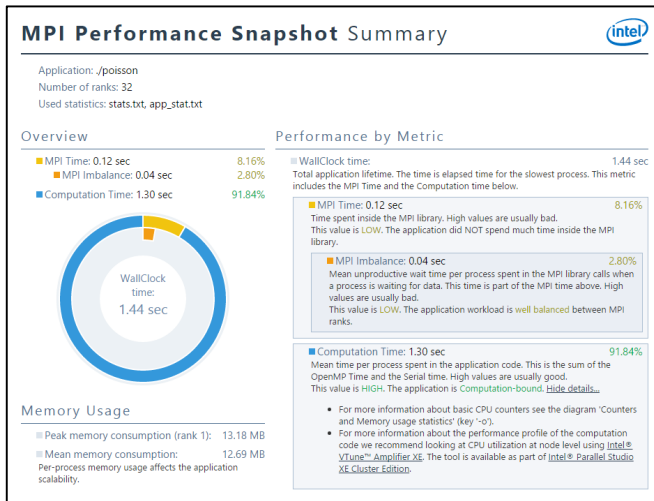 MPI Performance Snapshot Summary
intel
Application: ./poisson
Number of ranks: 32
Used statistics: stats.txt, app_stat.txt
Overview
MPI Time: 0.12 sec 8.16%
MPI Imbalance: 0.04 sec 2.80%
Computation Time: 1.30 sec 91.84%
WallClock
time:
1.44 sec
Memory Usage
Peak memory consumption (rank 1): 13.18 MB
Mean memory consumption: 12.69 MB
Per-process memory usage affects the application
scalability.
Performance by Metric
WallClock time: 1.44 sec
Total application lifetime. The time is elapsed time for the slowest process. This metric
includes the MPI Time and the Computation time below.
MPI Time: 0.12 sec 8.16%
Time spent inside the MPI library. High values are usually bad.
This value is LOW. The application did NOT spend much time inside the MPI
library.
MPI Imbalance: 0.04 sec 2.80%
Mean unproductive wait time per process spent in the MPI library calls when
a process is waiting for data. This time is part of the MPI time above. High
values are usually bad.
This value is LOW. The application workload is well balanced between MPI
ranks.
Computation Time: 1.30 sec 91.84%
Mean time per process spent in the application code. This is the sum of the
OpenMP Time and the Serial time. High values are usually good.
This value is HIGH. The application is Computation-bound. Hide details...
• For more information about basic CPU counters see the diagram 'Counters
and Memory usage statistics' (key '-o').
• For more information about the performance profile of the computation
code we recommend looking at CPU utilization at node level using Intel®
VTune™ Amplifier XE. The tool is available as part of Intel® Parallel Studio
XE Cluster Edition.